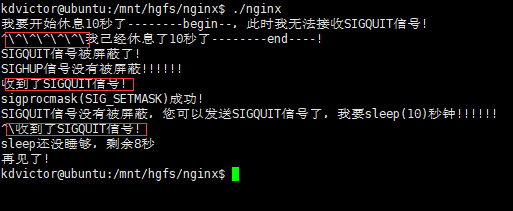 kdvictor@ubuntu:/mnt/hgfs/nginx$ ./nginx
我要开始休息10秒了--------begin--, 此时我无法接收SIGQUIT信号!
^\^\^\^\^\^\我已经休息了10秒了--------end----!
SIGQUIT信号被屏蔽了!
SIGHUP信号没有被屏蔽!!!!!!
收到了SIGQUIT信号!
sigprocmask(SIG_SETMASK)成功!
SIGQUIT信号没有被屏蔽, 您可以发送SIGQUIT信号了, 我要sleep(10)秒钟!!!!!!
^\收到了SIGQUIT信号!
sleep还没睡够, 剩余8秒
再见了!
kdvictor@ubuntu:/mnt/hgfs/nginx$